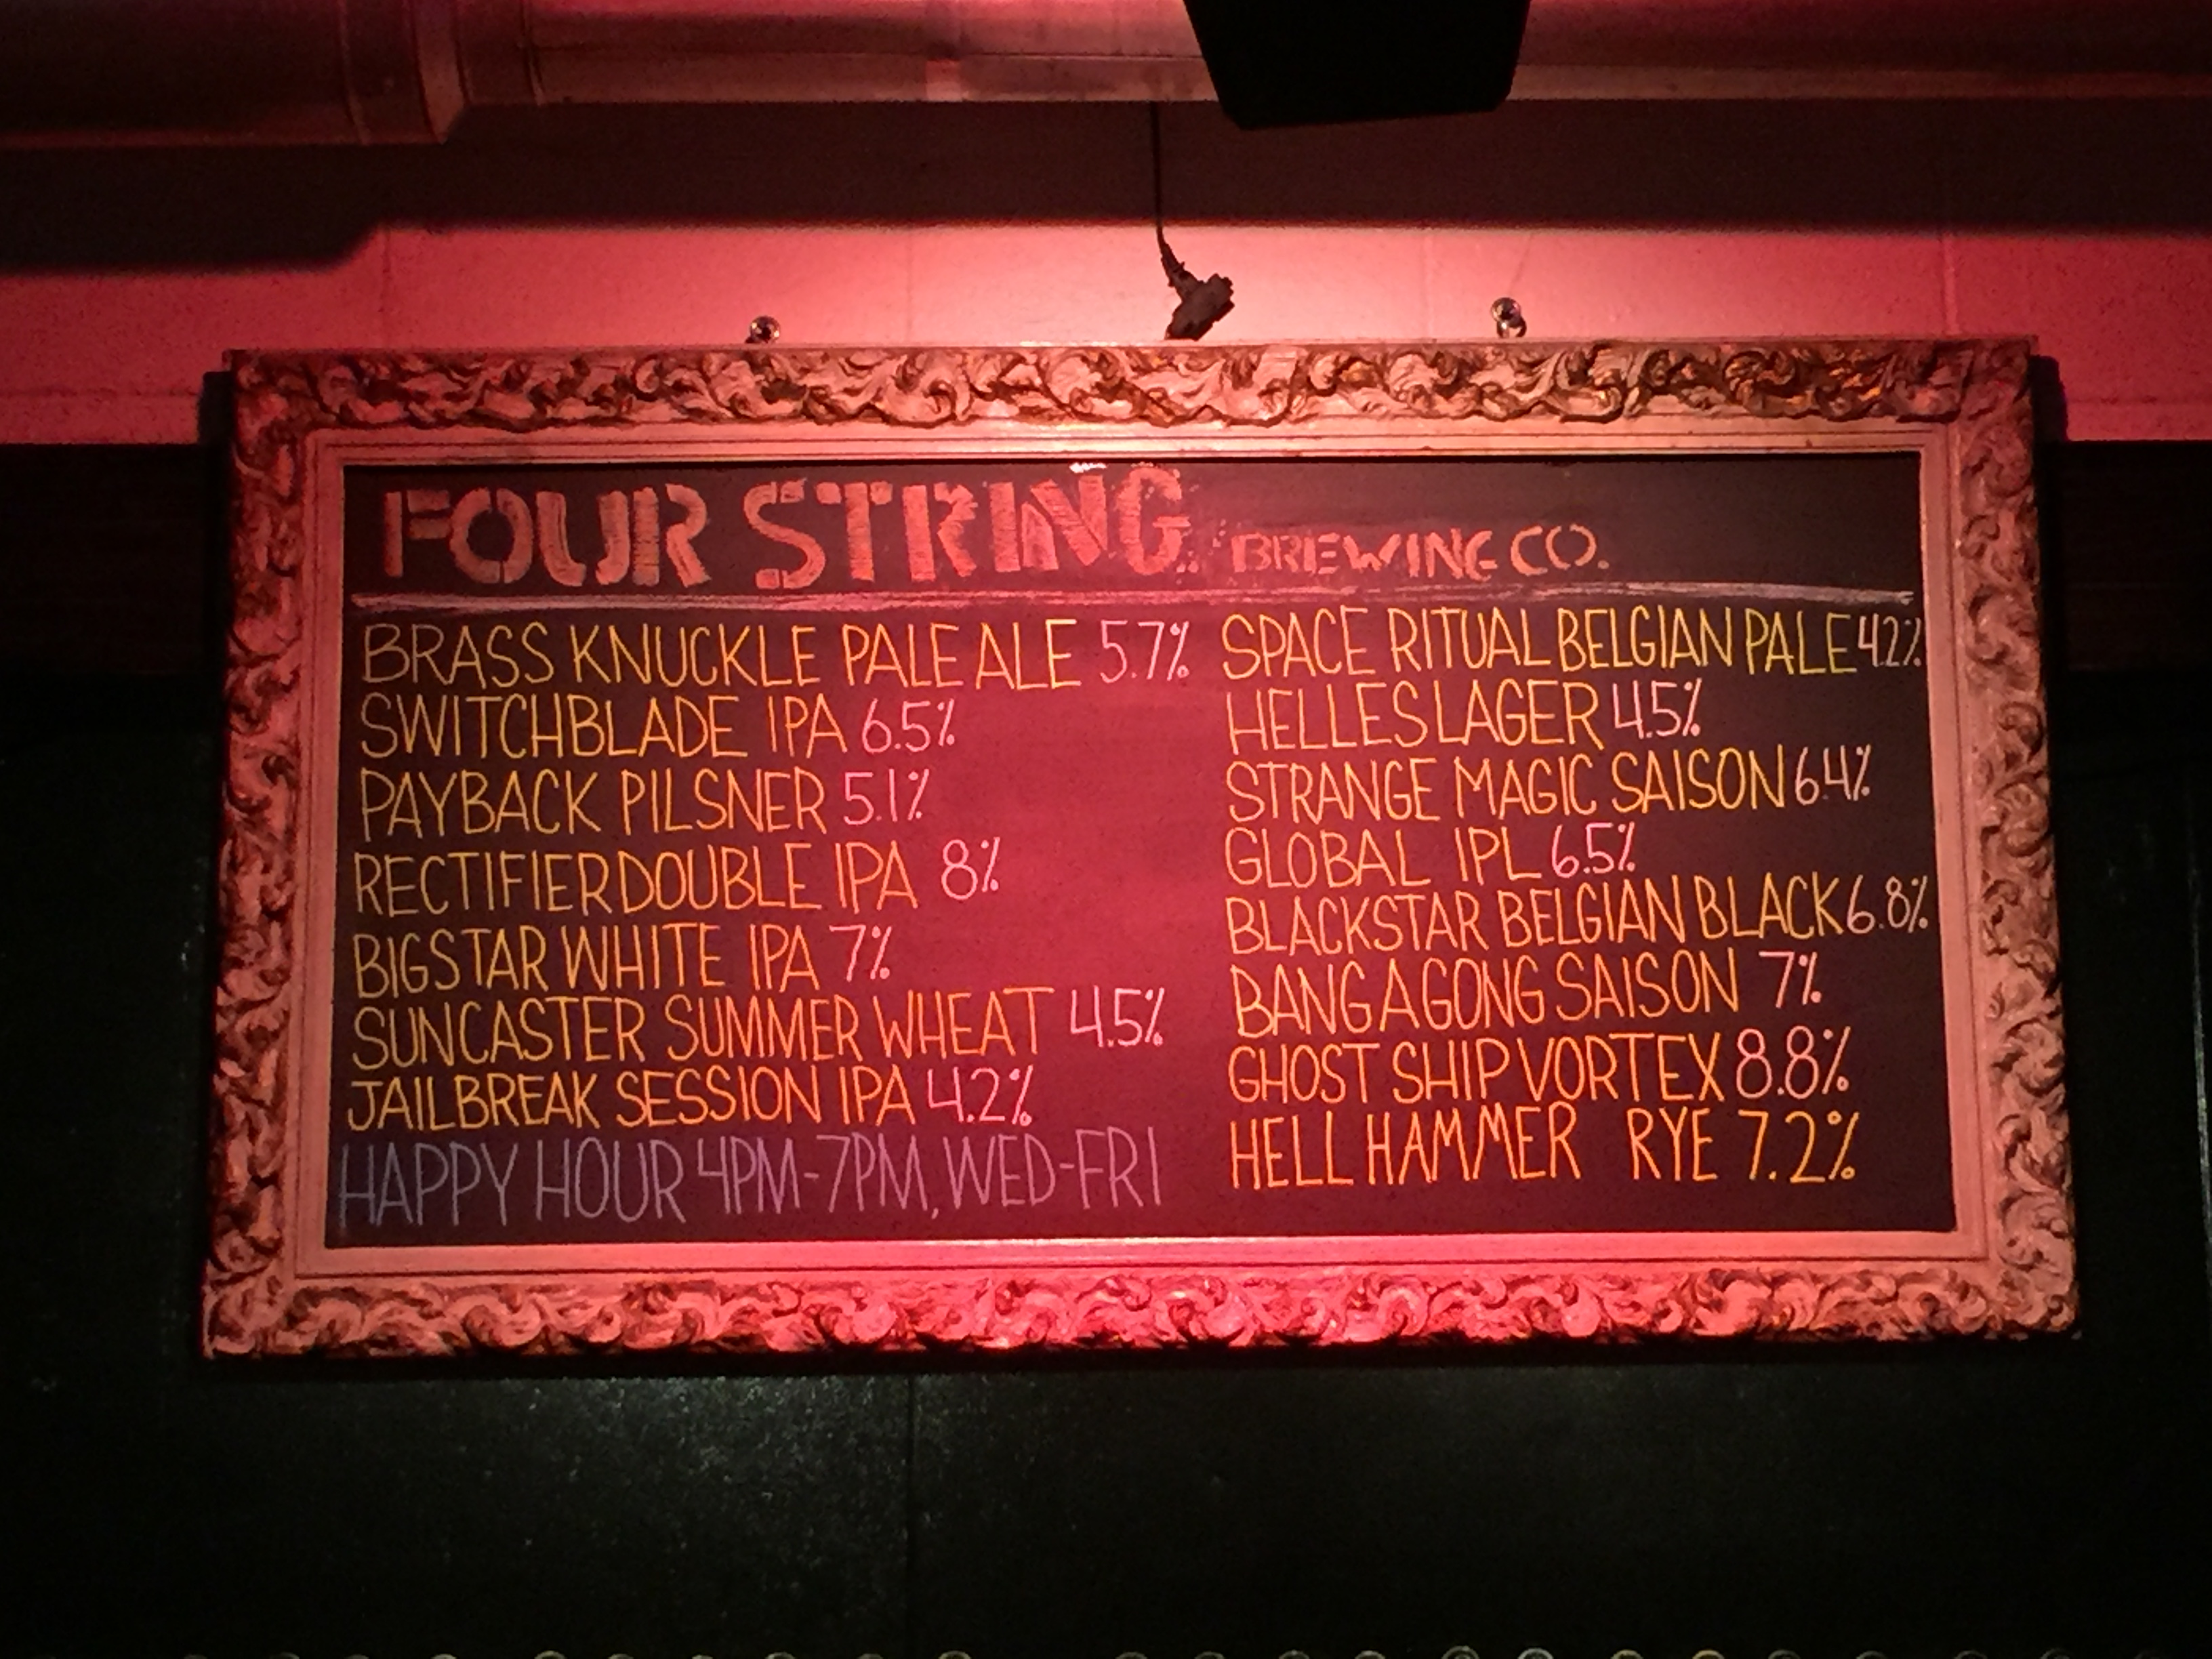 FOUR STRING BREWING CO.
BRASS KNUCKLE PALE ALE 5.7%
SWITCHBLADE IPA 6.5%
PAYBACK PILSNER 5.1%
RECTIFIER DOUBLE IPA 8%
BIGSTAR WHITE IPA 7%
SUNCASTER SUMMER WHEAT 4.5%
JAILBREAK SESSION IPA 4.2%
HAPPY HOUR 4PM-7PM, WED-FRI
SPACE RITUAL BELGIAN PALE 4.2%
HELLES LAGER 4.5%
STRANGE MAGIC SAISON 6.4%
GLOBAL IPL 6.5%
BLACKSTAR BELGIAN BLACK 6.8%
BANG A GONG SAISON 7%
GHOST SHIP VORTEX 8.8%
HELL HAMMER RYE 7.2%